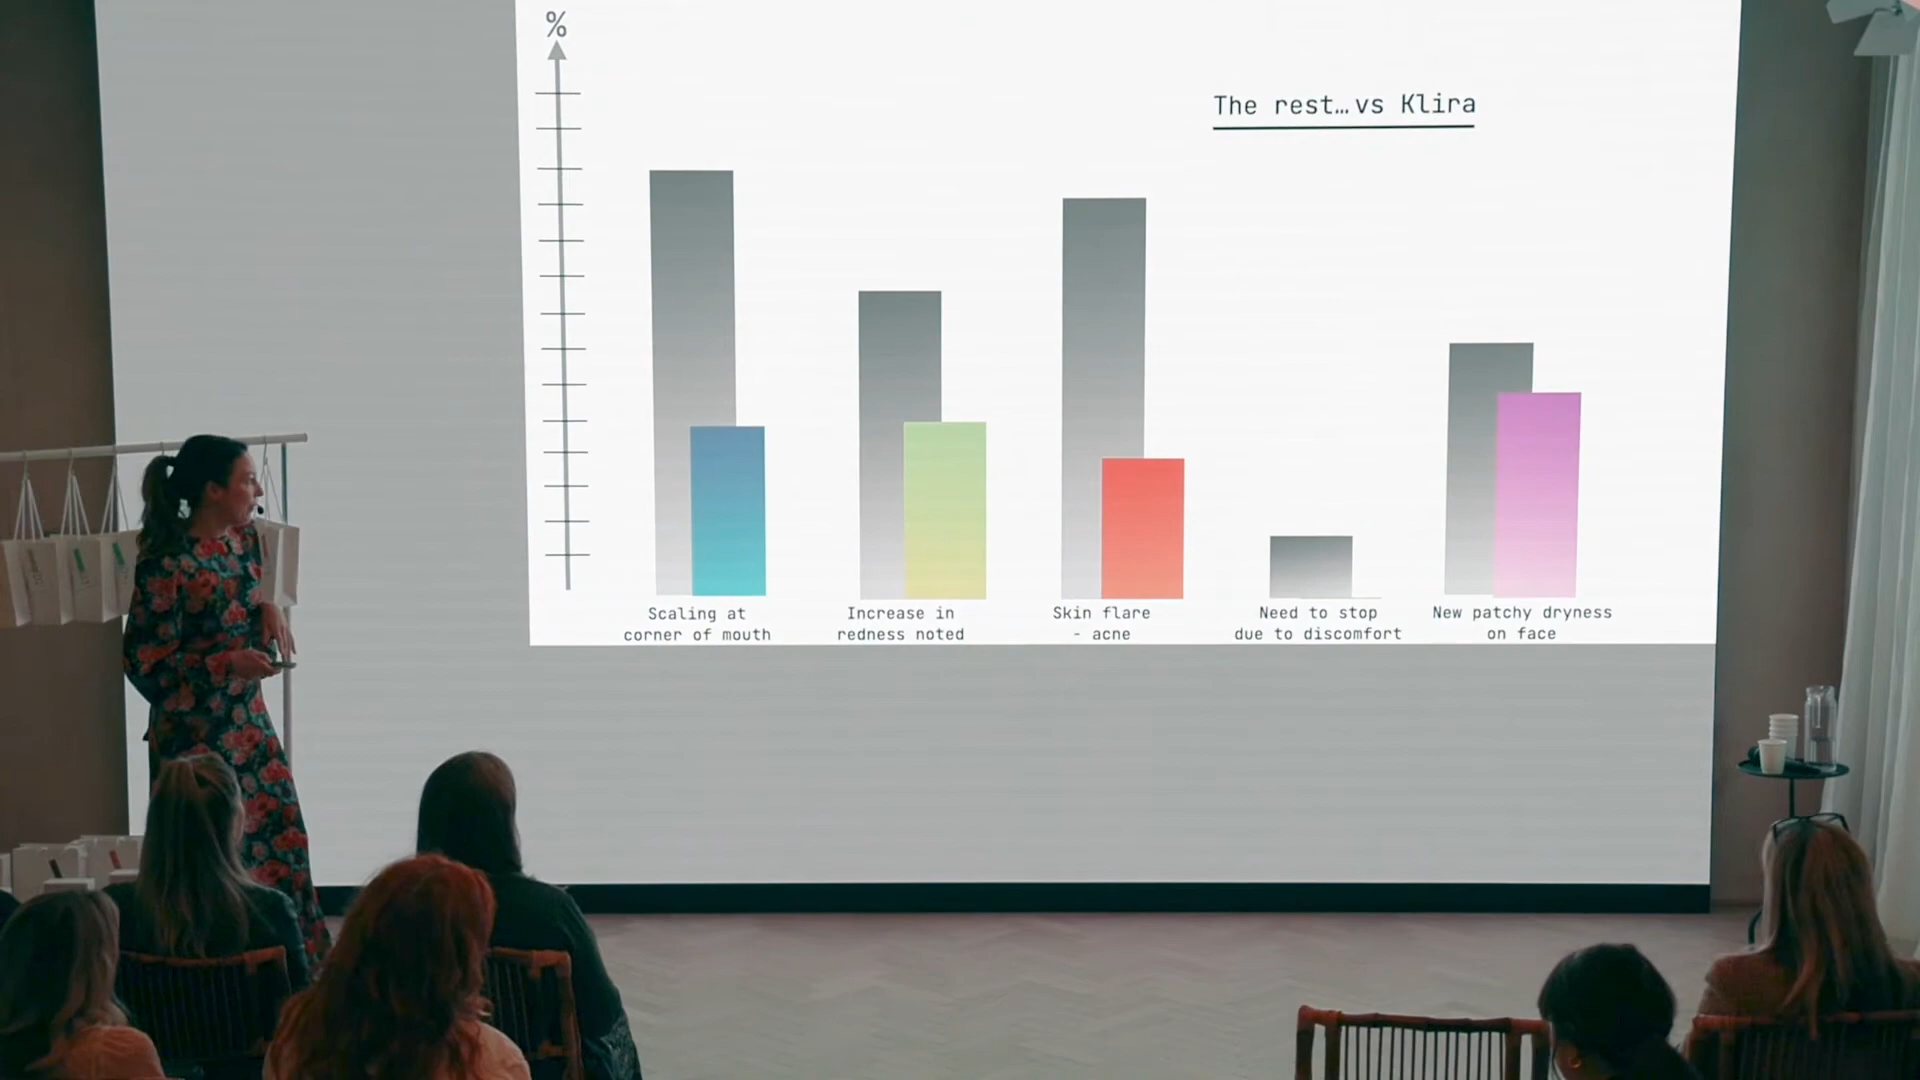 %
The rest… vs Klira
Scaling at
corner of mouth
Increase in
redness noted
Skin flare
- acne
Need to stop
due to discomfort
New patchy dryness
on face